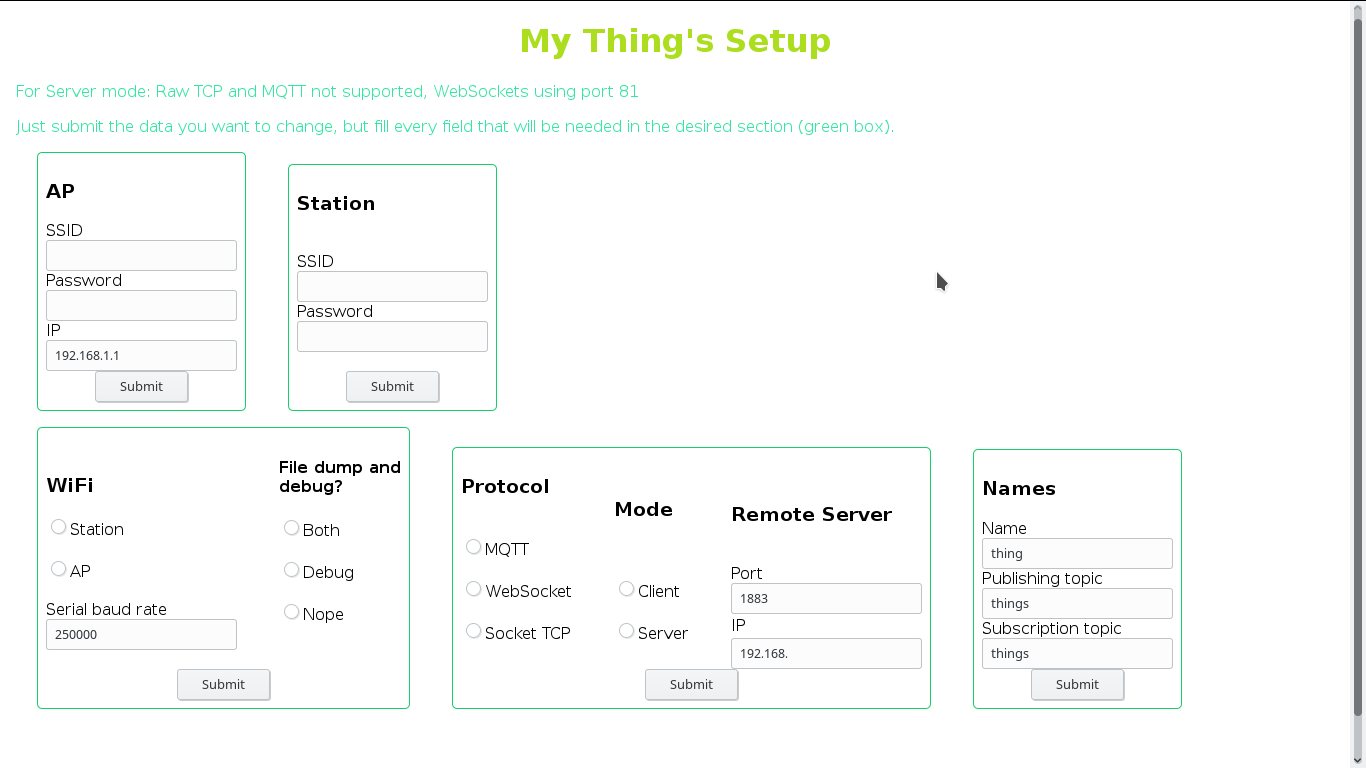 My Thing's Setup
For Server mode: Raw TCP and MQTT not supported, WebSockets using port 81
Just submit the data you want to change, but fill every field that will be needed in the desired section (green box).
AP
SSID
Password
IP
192.168.1.1
Submit
Station
SSID
Password
Submit
WiFi
Station
AP
Serial baud rate
250000
File dump and
debug?
Both
Debug
Nope
Submit
Protocol
MQTT
WebSocket
Socket TCP
Mode
Client
Server
Remote Server
Port
1883
IP
192.168.
Submit
Names
Name
thing
Publishing topic
things
Subscription topic
things
Submit